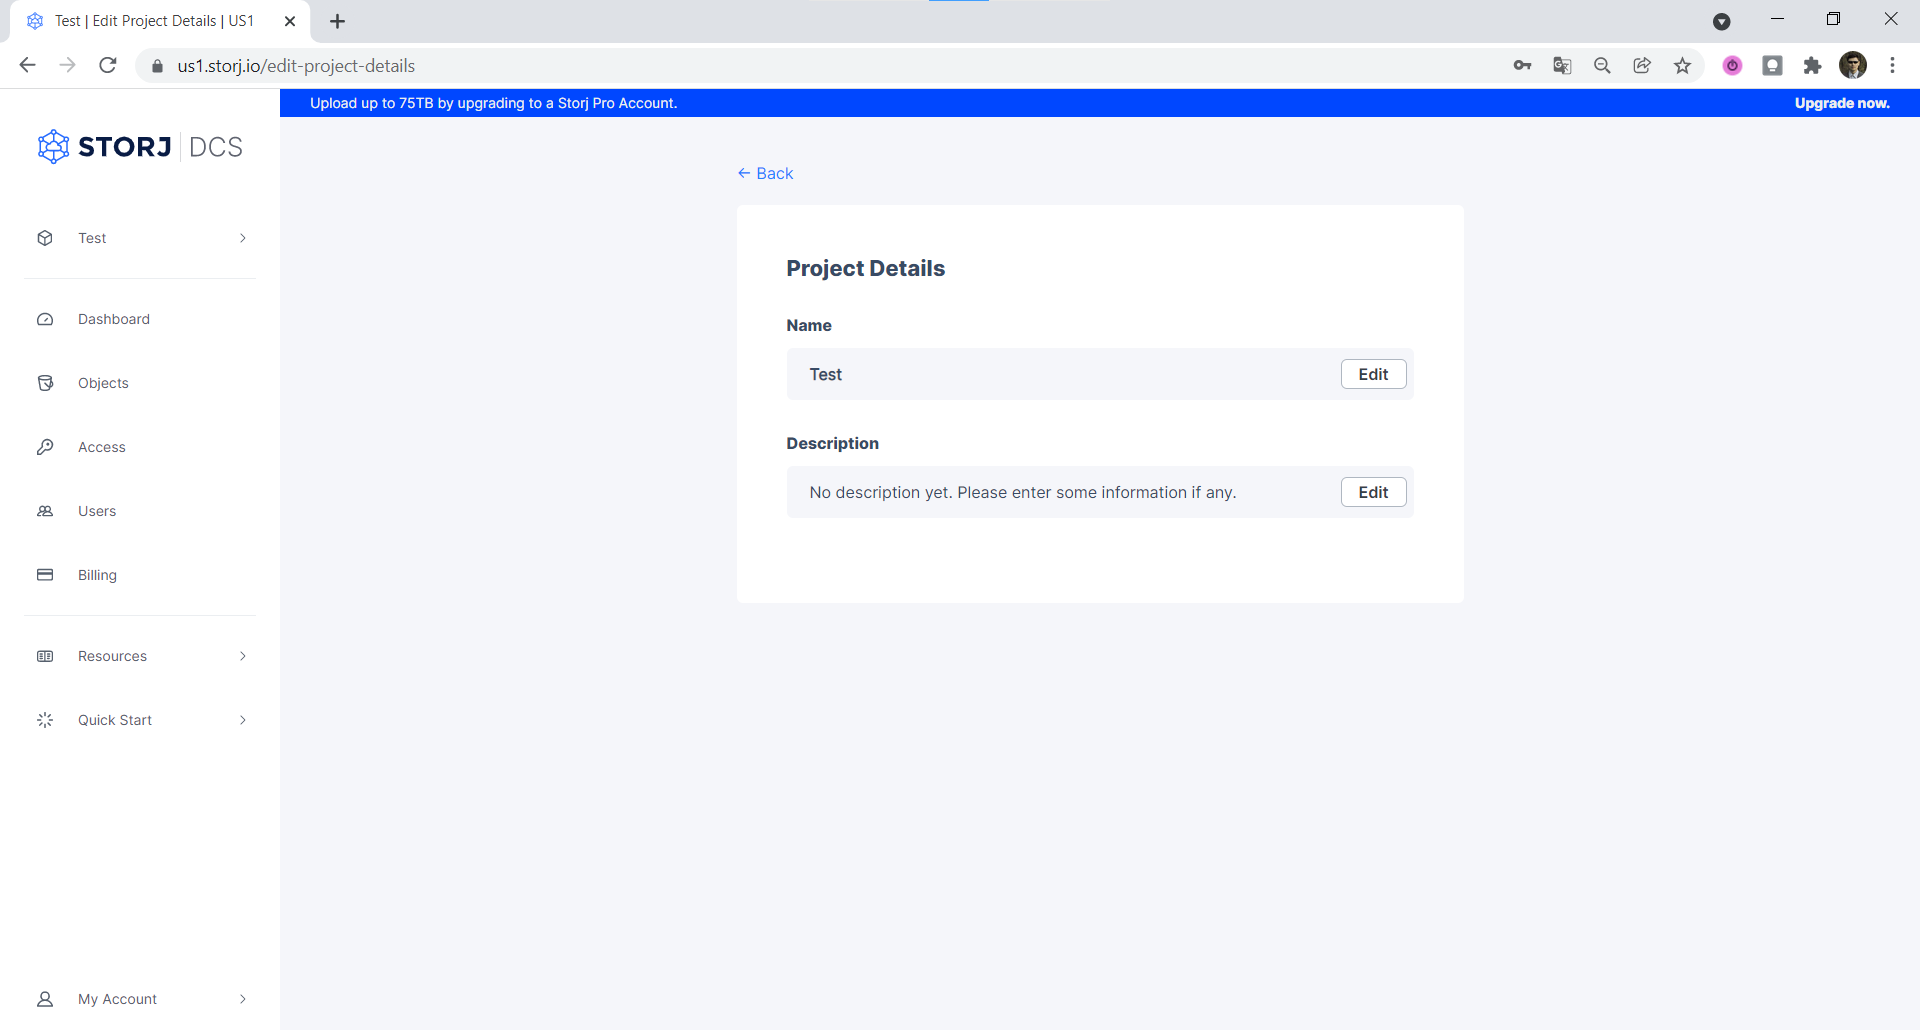 Test | Edit Project Details | US1
us1.storj.io/edit-project-details
Upload up to 75TB by upgrading to a Storj Pro Account.
Upgrade now.
STORJ | DCS
Test
Dashboard
Objects
Access
Users
Billing
Resources
Quick Start
My Account
← Back
Project Details
Name
Test
Edit
Description
No description yet. Please enter some information if any.
Edit